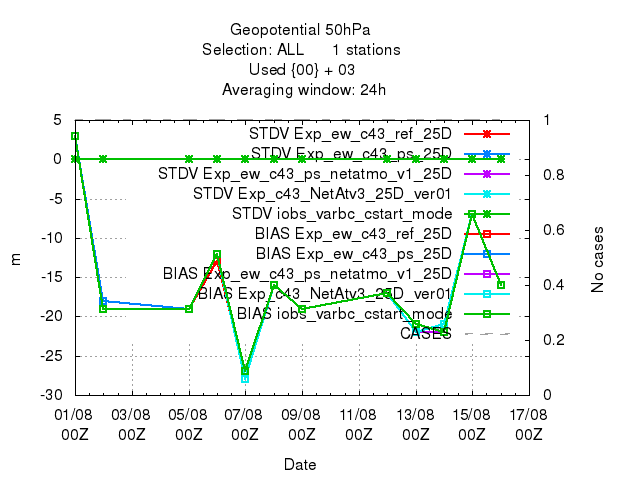 Geopotential 50hPa
Selection: ALL 1 stations
Used {00} + 03
Averaging window: 24h
5
0
-5
-10
-15
-20
-25
-30
m
1
0.8
0.6
0.4
0.2
0
No cases
STDV Exp_ew_c43_ref_25D
STDV Exp_ew_c43_ps_25D
STDV Exp_ew_c43_ps_netatmo_v1_25D
STDV Exp_c43_NetAtv3_25D_ver01
STDV iobs_varbc_cstart_mode
BIAS Exp_ew_c43_ref_25D
BIAS Exp_ew_c43_ps_25D
BIAS Exp_ew_c43_ps_netatmo_v1_25D
BIAS Exp_c43_NetAtv3_25D_ver01
BIAS iobs_varbc_cstart_mode
CASES
01/08 03/08 05/08 07/08 09/08 11/08 13/08 15/08 17/08
00Z 00Z 00Z 00Z 00Z 00Z 00Z 00Z 00Z
Date